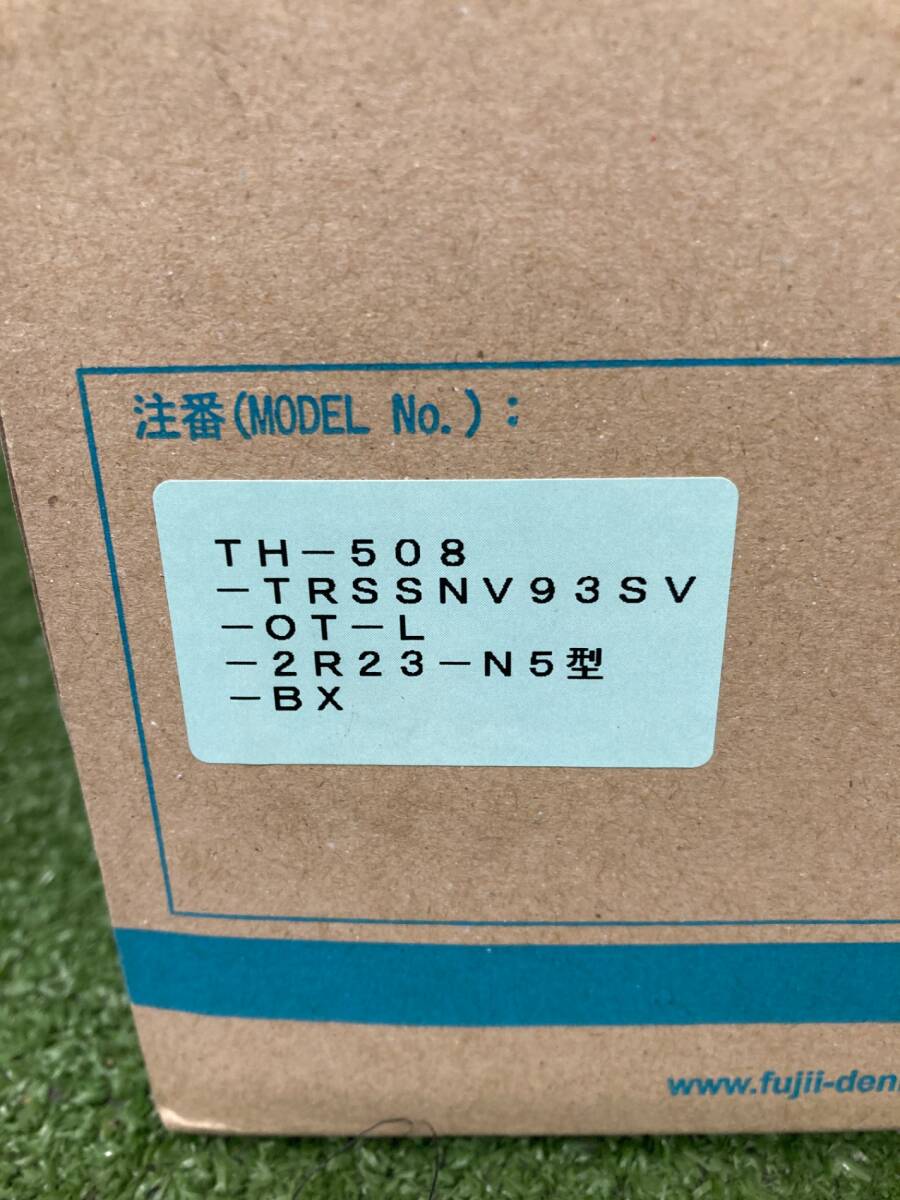 注番(MODEL No.):
TH-508
-TRSSNV93SV
-OT-L
-2R23-N5型
-BX
www.fujii-den